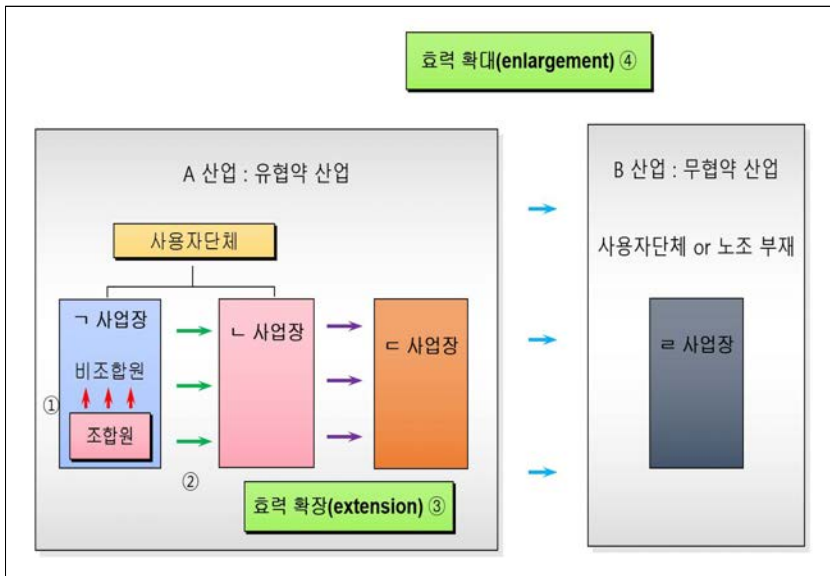 효력 확대(enlargement) ④
A 산업 : 유협약 산업
B 산업 : 무협약 산업
사용자단체
사용자단체 or 노조 부재
ㄱ 사업장
ㄴ 사업장
ㄷ 사업장
ㄹ 사업장
비조합원
①
조합원
②
효력 확장(extension) ③